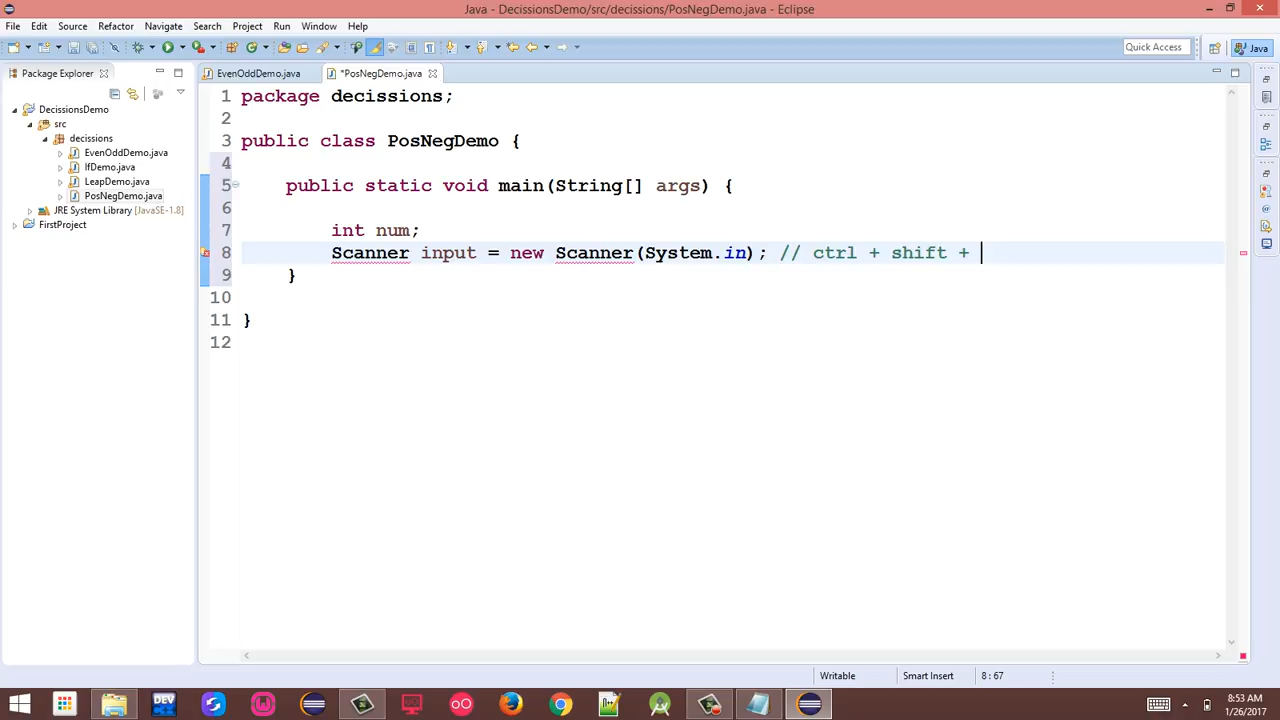 Java - DecissionsDemo/src/decissions/PosNegDemo.java - Eclipse
File Edit Source Refactor Navigate Search Project Run Window Help
Quick Access
Java
Package Explorer
EvenOddDemo.java
*PosNegDemo.java
DecissionsDemo
src
decissions
EvenOddDemo.java
IfDemo.java
LeapDemo.java
PosNegDemo.java
JRE System Library [JavaSE-1.8]
FirstProject
1 package decissions;
2
3 public class PosNegDemo {
4
5 public static void main(String[] args) {
6
7 int num;
8 Scanner input = new Scanner(System.in); // ctrl + shift +
9 }
10
11 }
12
Writable
Smart Insert
8 : 67
DEV
8:53 AM
1/26/2017